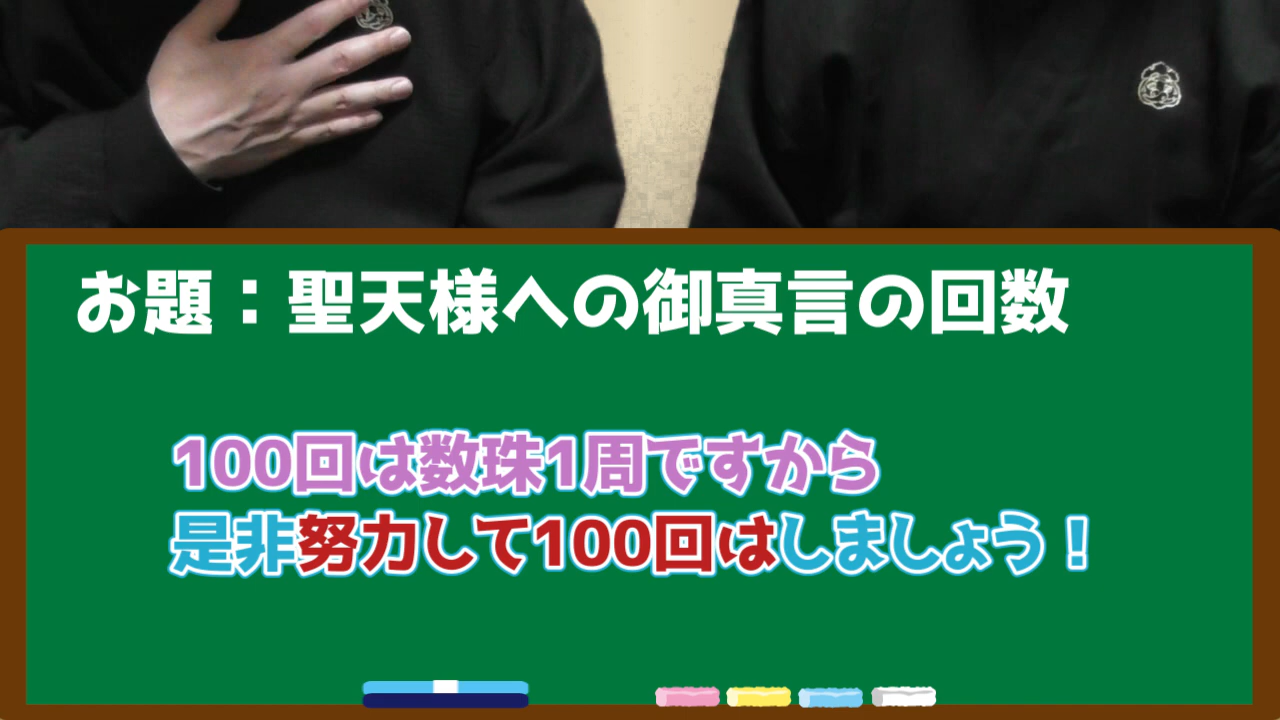 お題：聖天様への御真言の回数
100回は数珠1周ですから
是非努力して100回はしましょう！